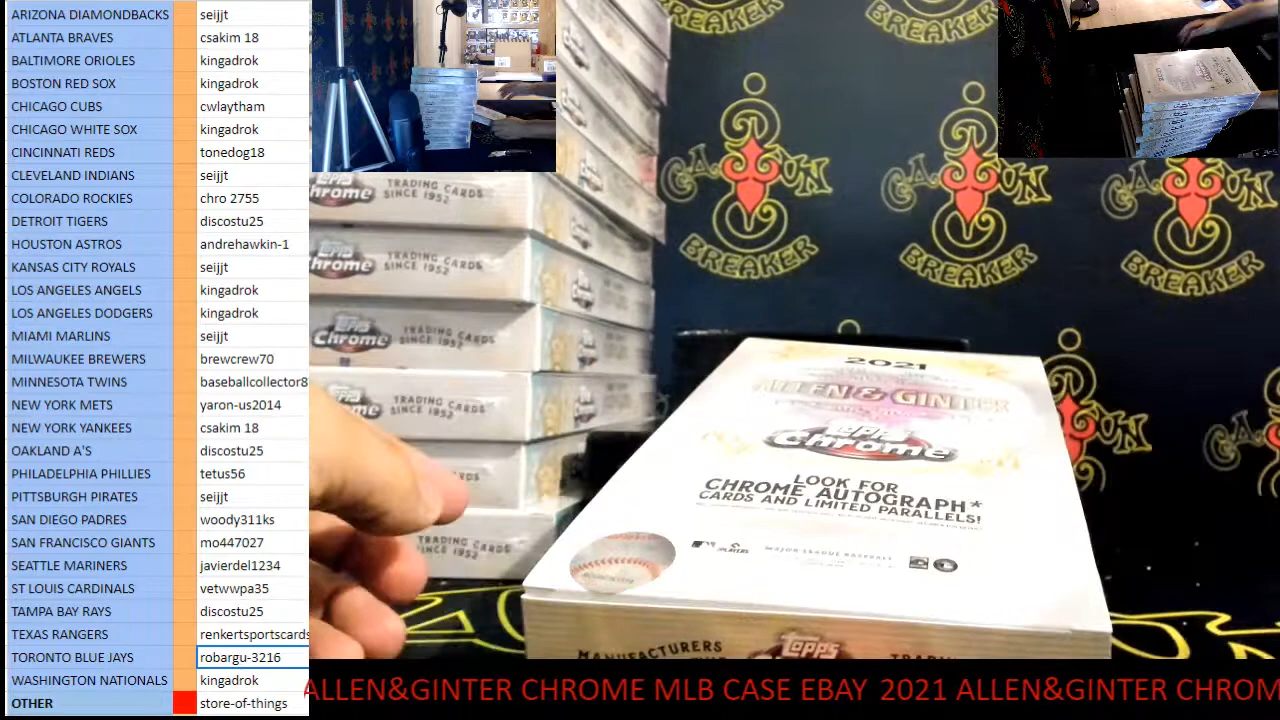 ARIZONA DIAMONDBACKS seijjt
ATLANTA BRAVES csakim 18
BALTIMORE ORIOLES kingadrok
BOSTON REDSOX kingadrok
CHICAGO CUBS cwlaytham
CHICAGO WHITE SOX kingadrok
CINCINNATI REDS tonedog18
CLEVELAND INDIANS seijjt
COLORADO ROCKIES chro 2755
DETROIT TIGERS discostu25
HOUSTON ASTROS andrehawkin-1
KANSAS CITY ROYALS seijjt
LOS ANGELES ANGELS kingadrok
LOS ANGELES DODGERS kingadrok
MIAMI MARLINS seijjt
MILWAUKEE BREWERS brewcrew70
MINNESOTA TWINS baseballcollector8
NEW YORK METS yaron-us2014
NEW YORK YANKEES csakim 18
OAKLAND A'S discostu25
PHILADELPHIA PHILLIES tetus56
PITTSBURGH PIRATES seijjt
SAN DIEGO PADRES woody311ks
SAN FRANCISCO GIANTS mo42702
SEATTLE MARINERS javierdel1234
ST LOUIS CARDINALS vetwwpa35
TAMPA BAY RAYS discostu25
TEXAS RANGERS renkertsportscards
TORONTO BLUE JAYS robargu-3216
WASHINGTON NATIONALS kingadrok
OTHER store-of-things
Chrome TRADING CARDS SINCE 1952
Chrome TRADING CARDS SINCE 1952
Topps Chrome TRADING CARDS SINCE 1952
TRADING CARDS SINCE 1952
TRADING CARDS SINCE 1952
BREAKER
BREAKER
BREAKER
2021
ALLEN & GINTER
Topps Chrome
LOOK FOR
CHROME AUTOGRAPH*
CARDS AND LIMITED PARALLELS!
MAJOR LEAGUE BASEBALL
MANUFACTURERS
Topps
ALLEN&GINTER CHROME MLB CASE EBAY 2021 ALLEN&GINTER CHROM